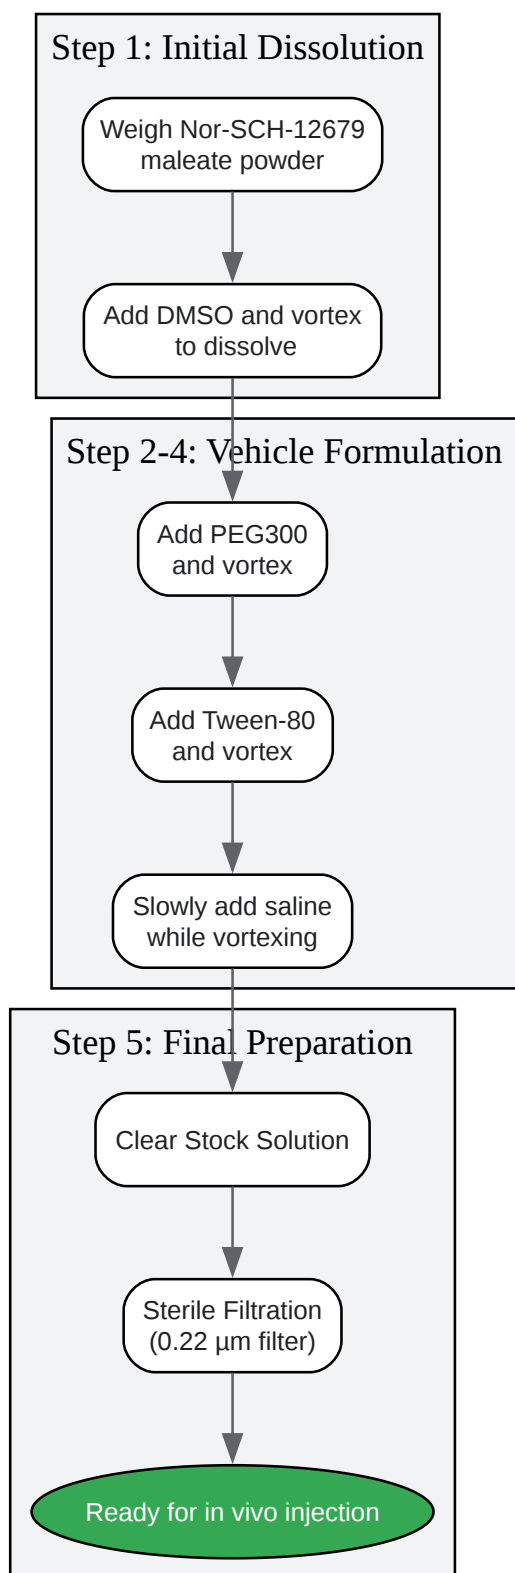 Step 1: Initial Dissolution
Weigh Nor-SCH-12679
maleate powder
Add DMSO and vortex
to dissolve
Step 2-4: Vehicle Formulation
Add PEG300
and vortex
Add Tween-80
and vortex
Slowly add saline
while vortexing
Step 5: Final Preparation
Clear Stock Solution
Sterile Filtration
(0.22 µm filter)
Ready for in vivo injection